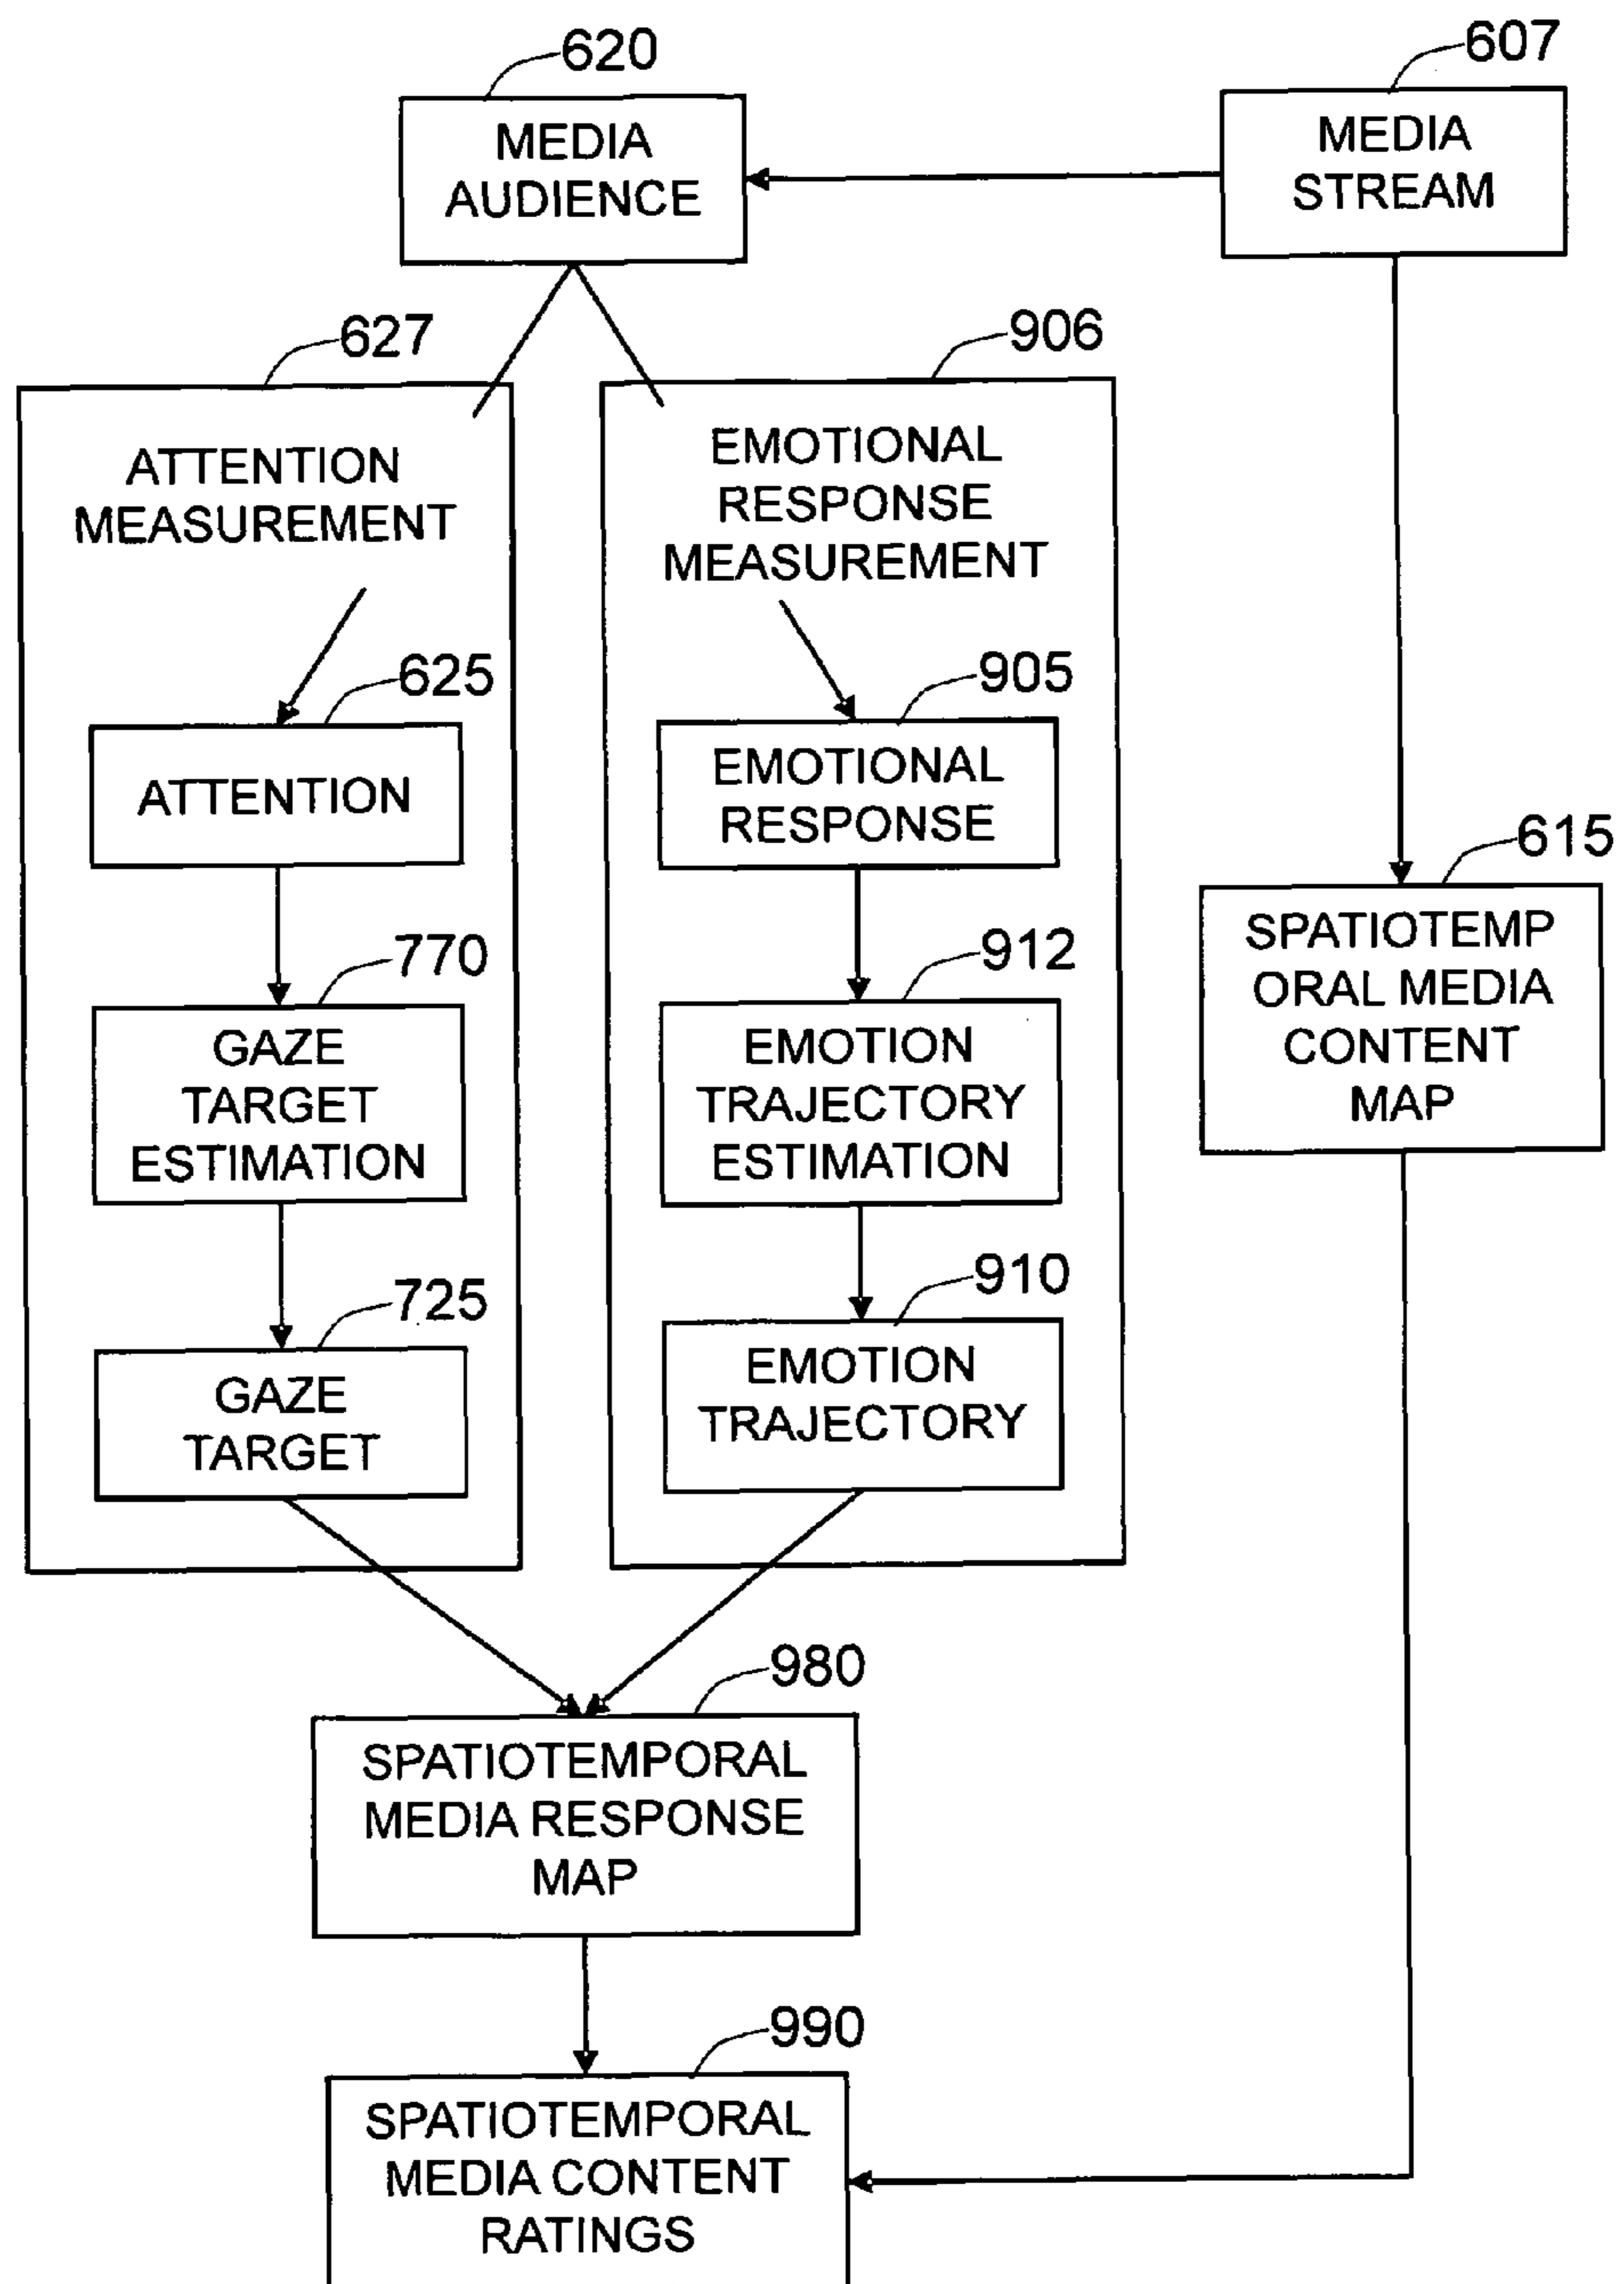 620
MEDIA
AUDIENCE
607
MEDIA
STREAM
627
ATTENTION
MEASUREMENT
625
ATTENTION
770
GAZE
TARGET
ESTIMATION
725
GAZE
TARGET
906
EMOTIONAL
RESPONSE
MEASUREMENT
905
EMOTIONAL
RESPONSE
912
EMOTION
TRAJECTORY
ESTIMATION
910
EMOTION
TRAJECTORY
615
SPATIOTEMP
ORAL MEDIA
CONTENT
MAP
980
SPATIOTEMPORAL
MEDIA RESPONSE
MAP
990
SPATIOTEMPORAL
MEDIA CONTENT
RATINGS